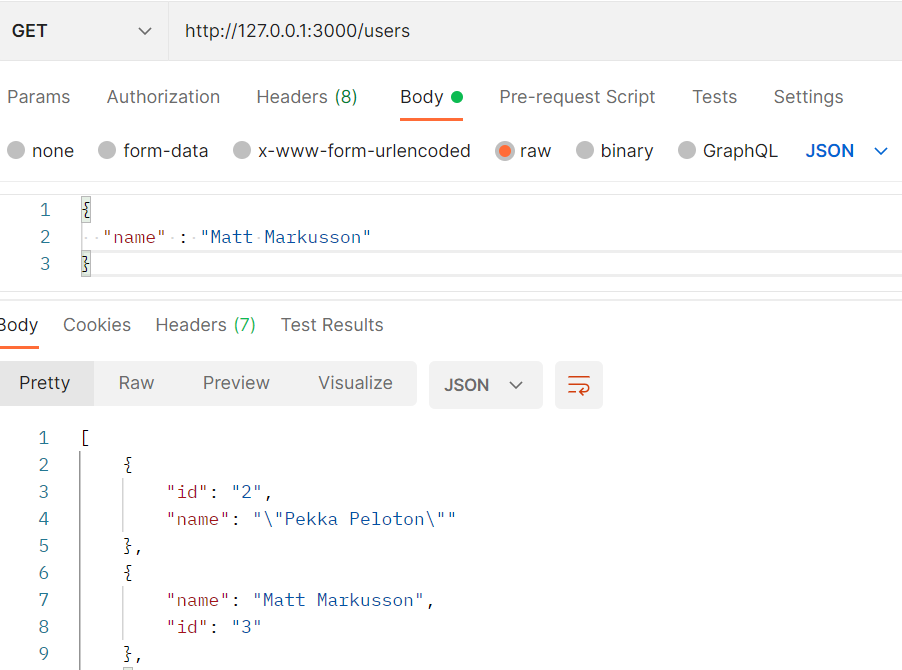 GET http://127.0.0.1:3000/users
Params Authorization Headers (8) Body Pre-request Script Tests Settings
none form-data x-www-form-urlencoded raw binary GraphQL JSON
1 {
2 "name" : "Matt Markusson"
3 }
Body Cookies Headers (7) Test Results
Pretty Raw Preview Visualize JSON
1 [
2 {
3 "id": "2",
4 "name": "\"Pekka Peloton\""
5 },
6 {
7 "name": "Matt Markusson",
8 "id": "3"
9 },